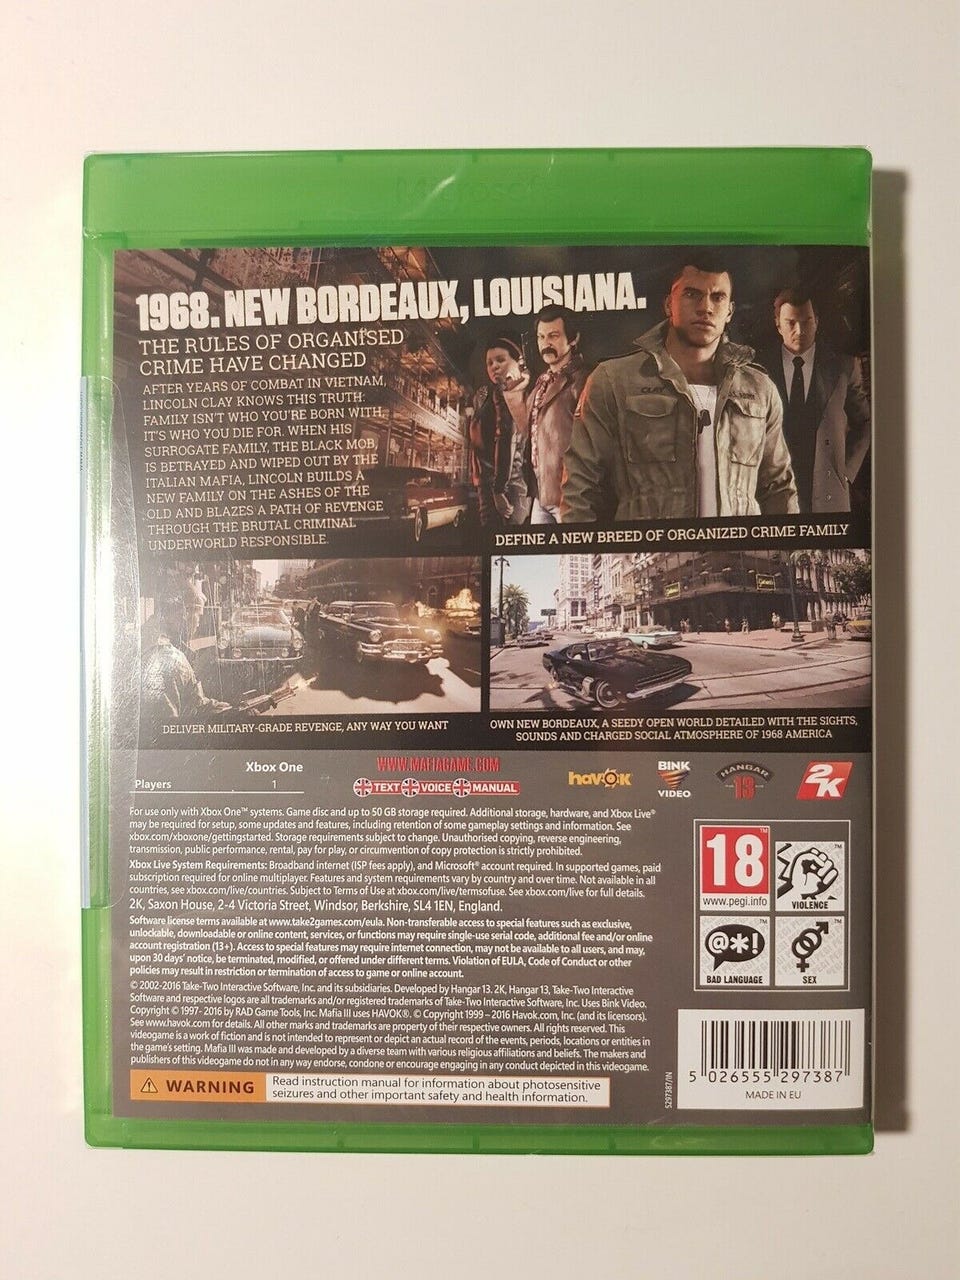 Microsoft
1968. NEW BORDEAUX, LOUISIANA.
THE RULES OF ORGANISED
CRIME HAVE CHANGED
AFTER YEARS OF COMBAT IN VIETNAM,
LINCOLN CLAY KNOWS THIS TRUTH:
FAMILY ISN'T WHO YOU'RE BORN WITH,
IT'S WHO YOU DIE FOR. WHEN HIS
SURROGATE FAMILY, THE BLACK MOB,
IS BETRAYED AND WIPED OUT BY THE
ITALIAN MAFIA, LINCOLN BUILDS A
NEW FAMILY ON THE ASHES OF THE
OLD AND BLAZES A PATH OF REVENGE
THROUGH THE BRUTAL CRIMINAL
UNDERWORLD RESPONSIBLE.
CLAY
DEFINE A NEW BREED OF ORGANIZED CRIME FAMILY
DELIVER MILITARY-GRADE REVENGE, ANY WAY YOU WANT
OWN NEW BORDEAUX, A SEEDY OPEN WORLD DETAILED WITH THE SIGHTS,
SOUNDS AND CHARGED SOCIAL ATMOSPHERE OF 1968 AMERICA
Xbox One
Players 1
WWW.MAFIAGAME.COM
TEXT VOICE MANUAL
havok
BINK
VIDEO
HANGAR
13
2K
For use only with Xbox One™ systems. Game disc and up to 50 GB storage required. Additional storage, hardware, and Xbox Live®
may be required for setup, some updates and features, including retention of some gameplay settings and information. See
xbox.com/xboxone/gettingstarted. Storage requirements subject to change. Unauthorised copying, reverse engineering,
transmission, public performance, rental, pay for play, or circumvention of copy protection is strictly prohibited.
Xbox Live System Requirements: Broadband internet (ISP fees apply), and Microsoft® account required. In supported games, paid
subscription required for online multiplayer. Features and system requirements vary by country and over time. Not available in all
countries, see xbox.com/live/countries. Subject to Terms of Use at xbox.com/live/termsofuse. See xbox.com/live for full details.
2K, Saxon House, 2-4 Victoria Street, Windsor, Berkshire, SL4 1EN, England.
Software license terms available at www.take2games.com/eula. Non-transferable access to special features such as exclusive,
unlockable, downloadable or online content, services, or functions may require single-use serial code, additional fee and/or online
account registration (13+). Access to special features may require internet connection, may not be available to all users, and may,
upon 30 days' notice, be terminated, modified, or offered under different terms. Violation of EULA, Code of Conduct or other
policies may result in restriction or termination of access to game or online account.
© 2002-2016 Take-Two Interactive Software, Inc. and its subsidiaries. Developed by Hangar 13. 2K, Hangar 13, Take-Two Interactive
Software and respective logos are all trademarks and/or registered trademarks of Take-Two Interactive Software, Inc. Uses Bink Video.
Copyright © 1997- 2016 by RAD Game Tools, Inc. Mafia III uses HAVOK®. © Copyright 1999 – 2016 Havok.com, Inc. (and its licensors).
See www.havok.com for details. All other marks and trademarks are property of their respective owners. All rights reserved. This
videogame is a work of fiction and is not intended to represent or depict an actual record of the events, periods, locations or entities in
the game's setting. Mafia III was made and developed by a diverse team with various religious affiliations and beliefs. The makers and
publishers of this videogame do not in any way endorse, condone or encourage engaging in any conduct depicted in this videogame.
WARNING
Read instruction manual for information about photosensitive
seizures and other important safety and health information.
18
www.pegi.info
VIOLENCE
@*!
BAD LANGUAGE
SEX
5297387/IN
5 026555 297387
MADE IN EU